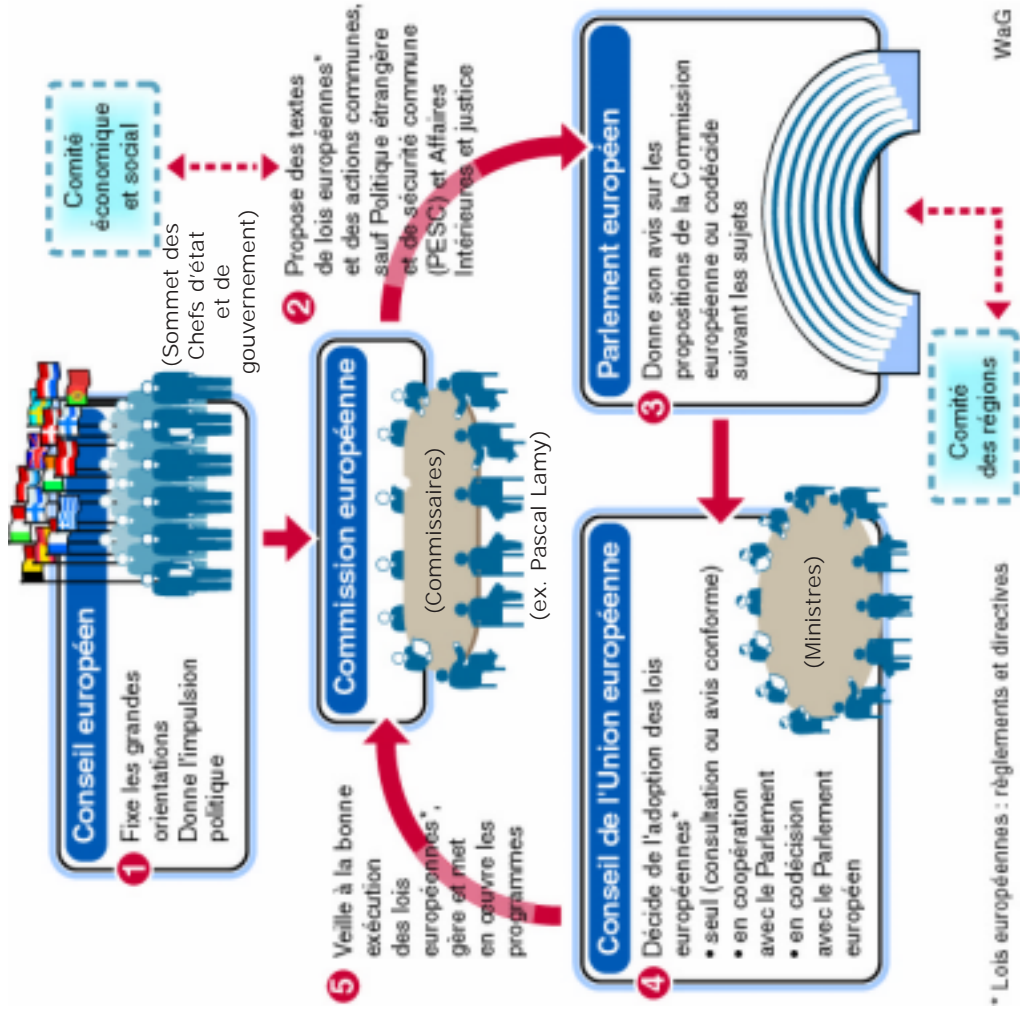 Conseil européen
1 Fixe les grandes
orientations
Donne l'impulsion
politique
(Sommet des
Chefs d'état
et de
gouvernement)
Comité
économique
et social
Commission européenne
(Commissaires)
(ex. Pascal Lamy)
2 Propose des textes
de lois européennes*
et des actions communes,
sauf Politique étrangère
et de sécurité commune
(PESC) et Affaires
Intérieures et justice
Parlement européen
3 Donne son avis sur les
propositions de la Commission
européenne ou codécide
suivant les sujets
Comité
des régions
Conseil de l'Union européenne
4 Décide de l'adoption des lois
européennes*
• seul (consultation ou avis conforme)
• en coopération
avec le Parlement
• en codécision
avec le Parlement
européen
(Ministres)
5 Veille à la bonne
exécution
des lois
européennes*,
gère et met
en œuvre les
programmes
* Lois européennes : règlements et directives
WaG